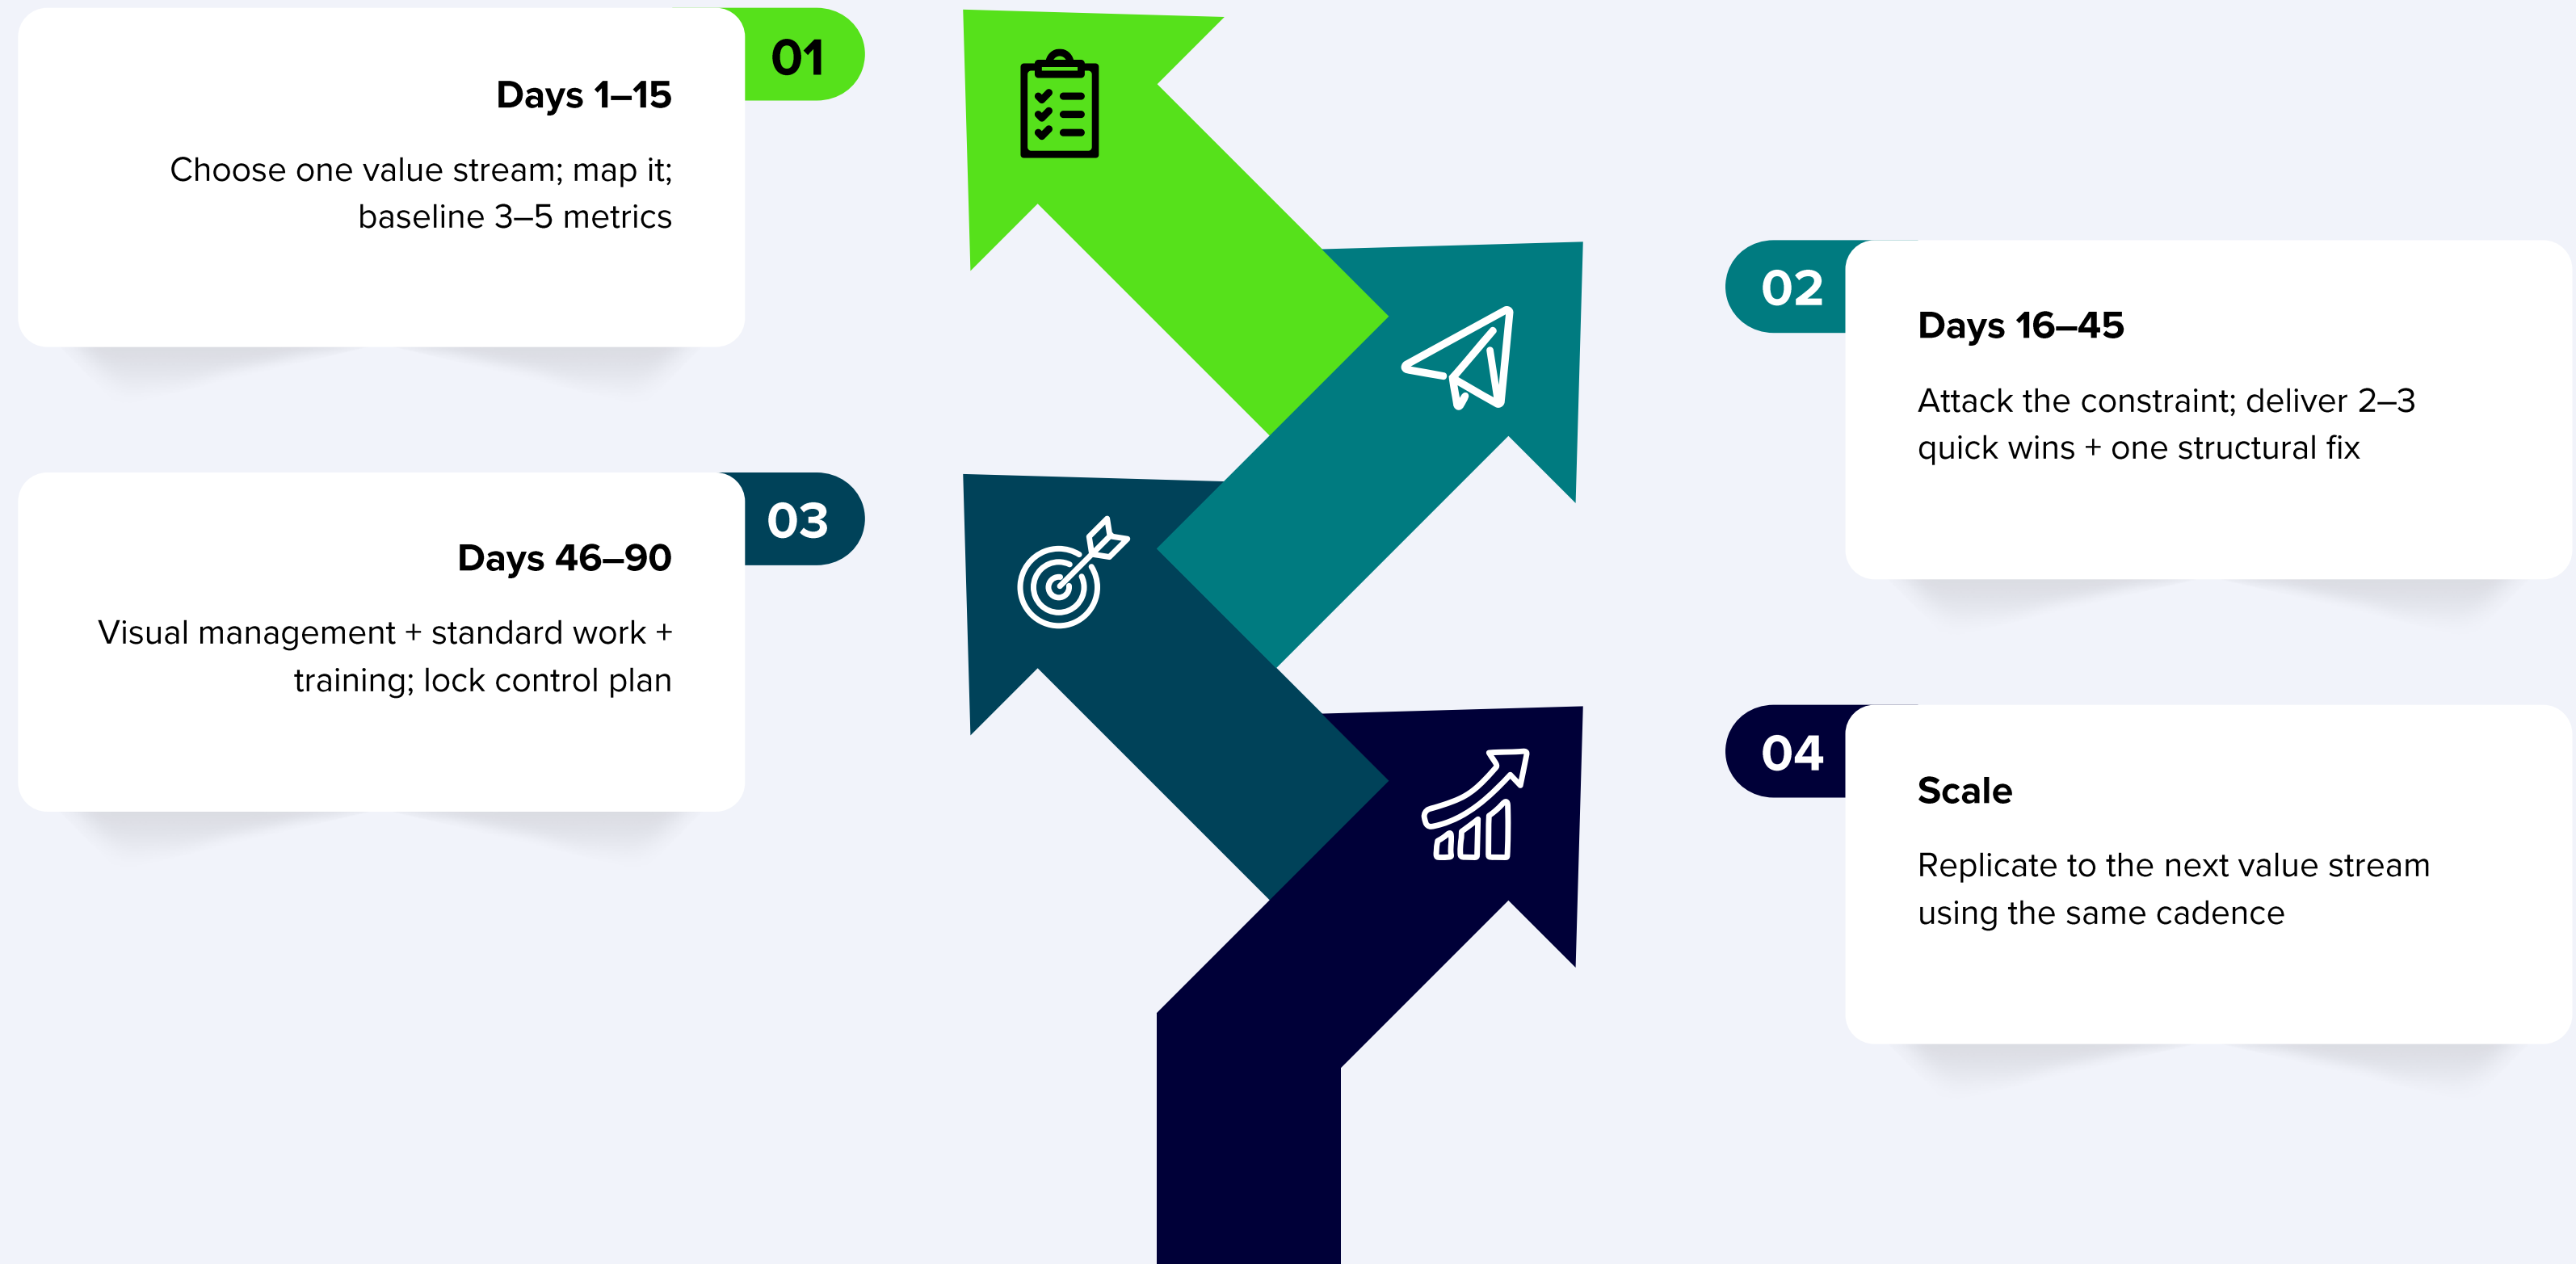 01
Days 1–15
Choose one value stream; map it;
baseline 3–5 metrics
02
Days 16–45
Attack the constraint; deliver 2–3
quick wins + one structural fix
03
Days 46–90
Visual management + standard work +
training; lock control plan
04
Scale
Replicate to the next value stream
using the same cadence